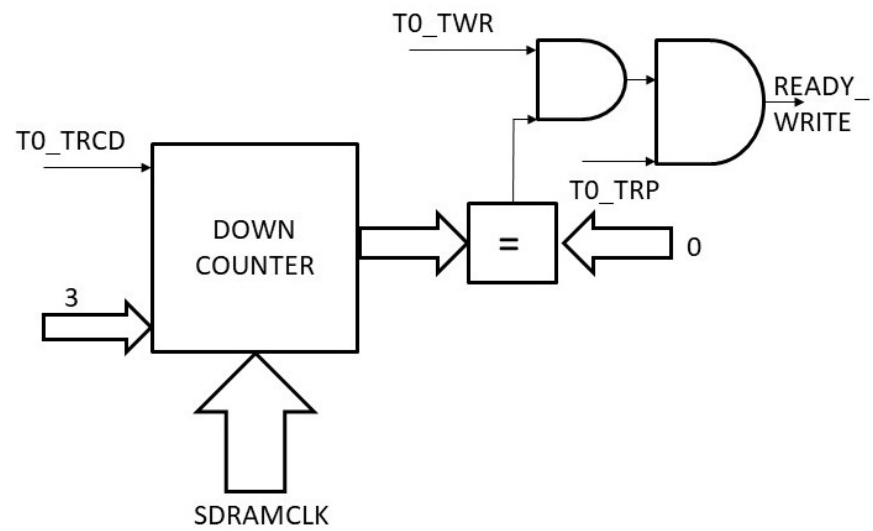 T0_TWR
READY_
WRITE
T0_TRCD
T0_TRP
DOWN
COUNTER
=
0
3
SDRAMCLK